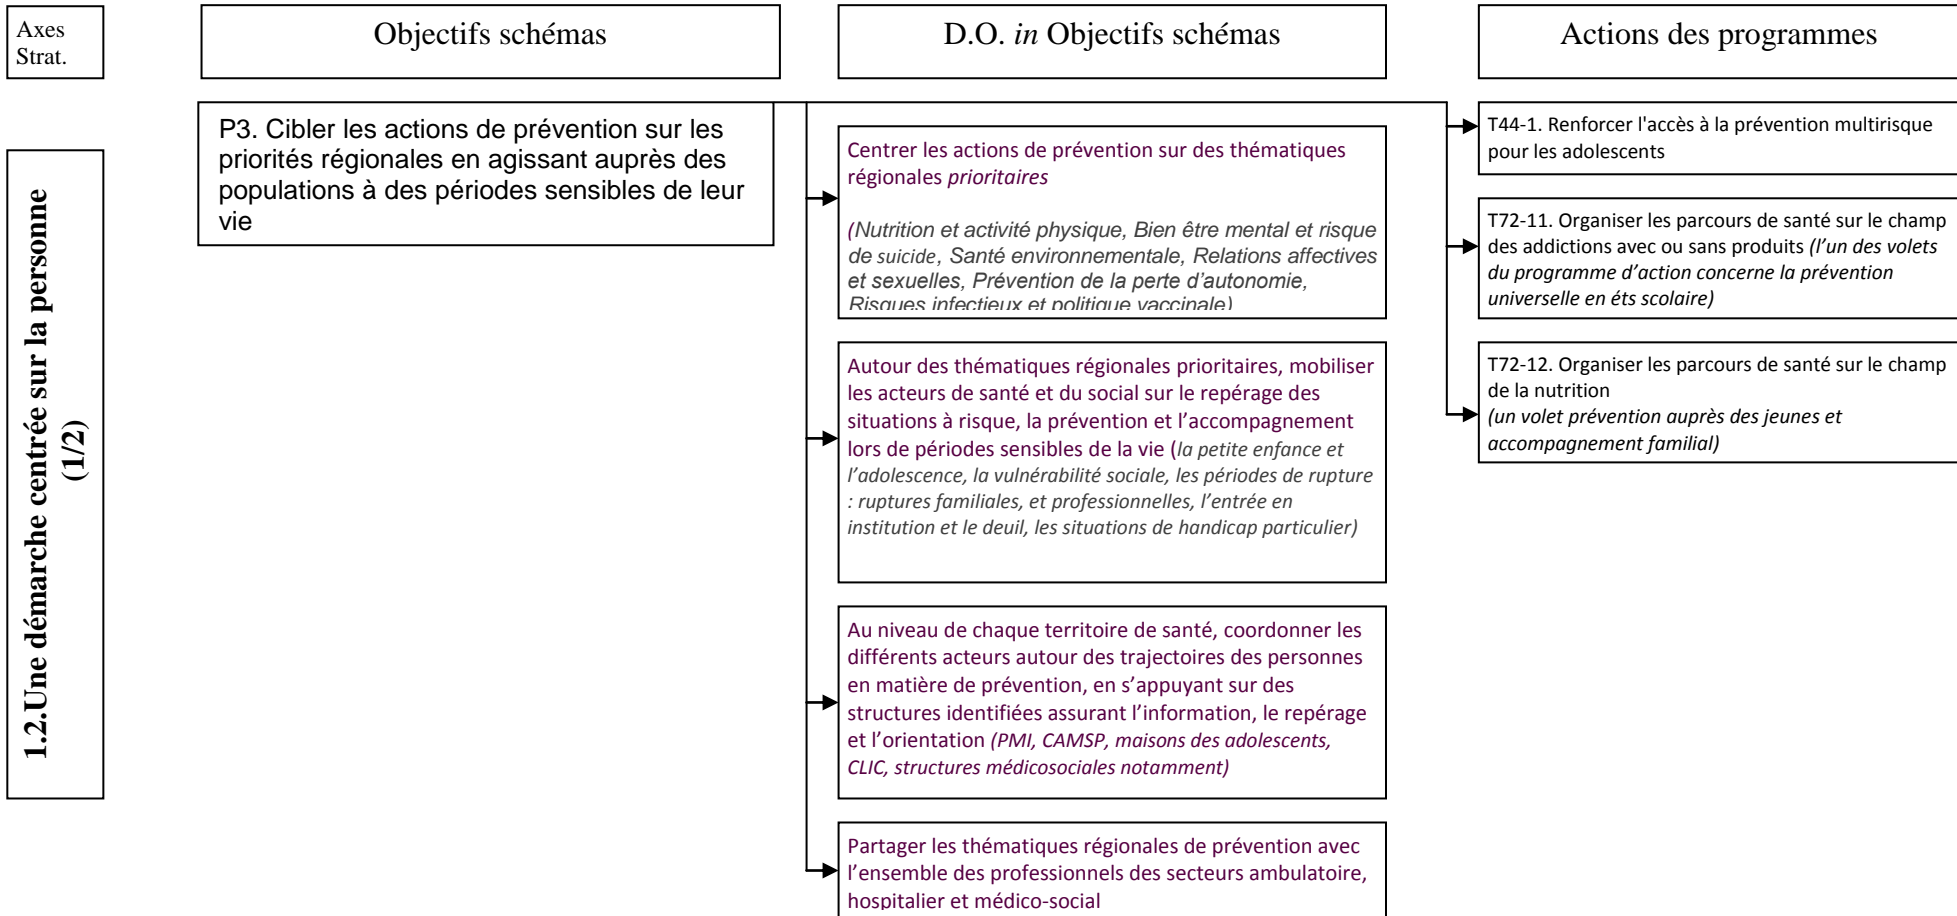 Axes
Strat.
Objectifs schémas
D.O. in Objectifs schémas
Actions des programmes
1.2.Une démarche centrée sur la personne
(1/2)
P3. Cibler les actions de prévention sur les
priorités régionales en agissant auprès des
populations à des périodes sensibles de leur
vie
Centrer les actions de prévention sur des thématiques
régionales prioritaires
(Nutrition et activité physique, Bien être mental et risque
de suicide, Santé environnementale, Relations affectives
et sexuelles, Prévention de la perte d'autonomie,
Risques infectieux et politique vaccinale)
Autour des thématiques régionales prioritaires, mobiliser
les acteurs de santé et du social sur le repérage des
situations à risque, la prévention et l'accompagnement
lors de périodes sensibles de la vie (la petite enfance et
l'adolescence, la vulnérabilité sociale, les périodes de rupture
: ruptures familiales, et professionnelles, l'entrée en
institution et le deuil, les situations de handicap particulier)
Au niveau de chaque territoire de santé, coordonner les
différents acteurs autour des trajectoires des personnes
en matière de prévention, en s'appuyant sur des
structures identifiées assurant l'information, le repérage
et l'orientation (PMI, CAMSP, maisons des adolescents,
CLIC, structures médicosociales notamment)
Partager les thématiques régionales de prévention avec
l'ensemble des professionnels des secteurs ambulatoire,
hospitalier et médico-social
T44-1. Renforcer l'accès à la prévention multirisque
pour les adolescents
T72-11. Organiser les parcours de santé sur le champ
des addictions avec ou sans produits (l'un des volets
du programme d'action concerne la prévention
universelle en éts scolaire)
T72-12. Organiser les parcours de santé sur le champ
de la nutrition
(un volet prévention auprès des jeunes et
accompagnement familial)